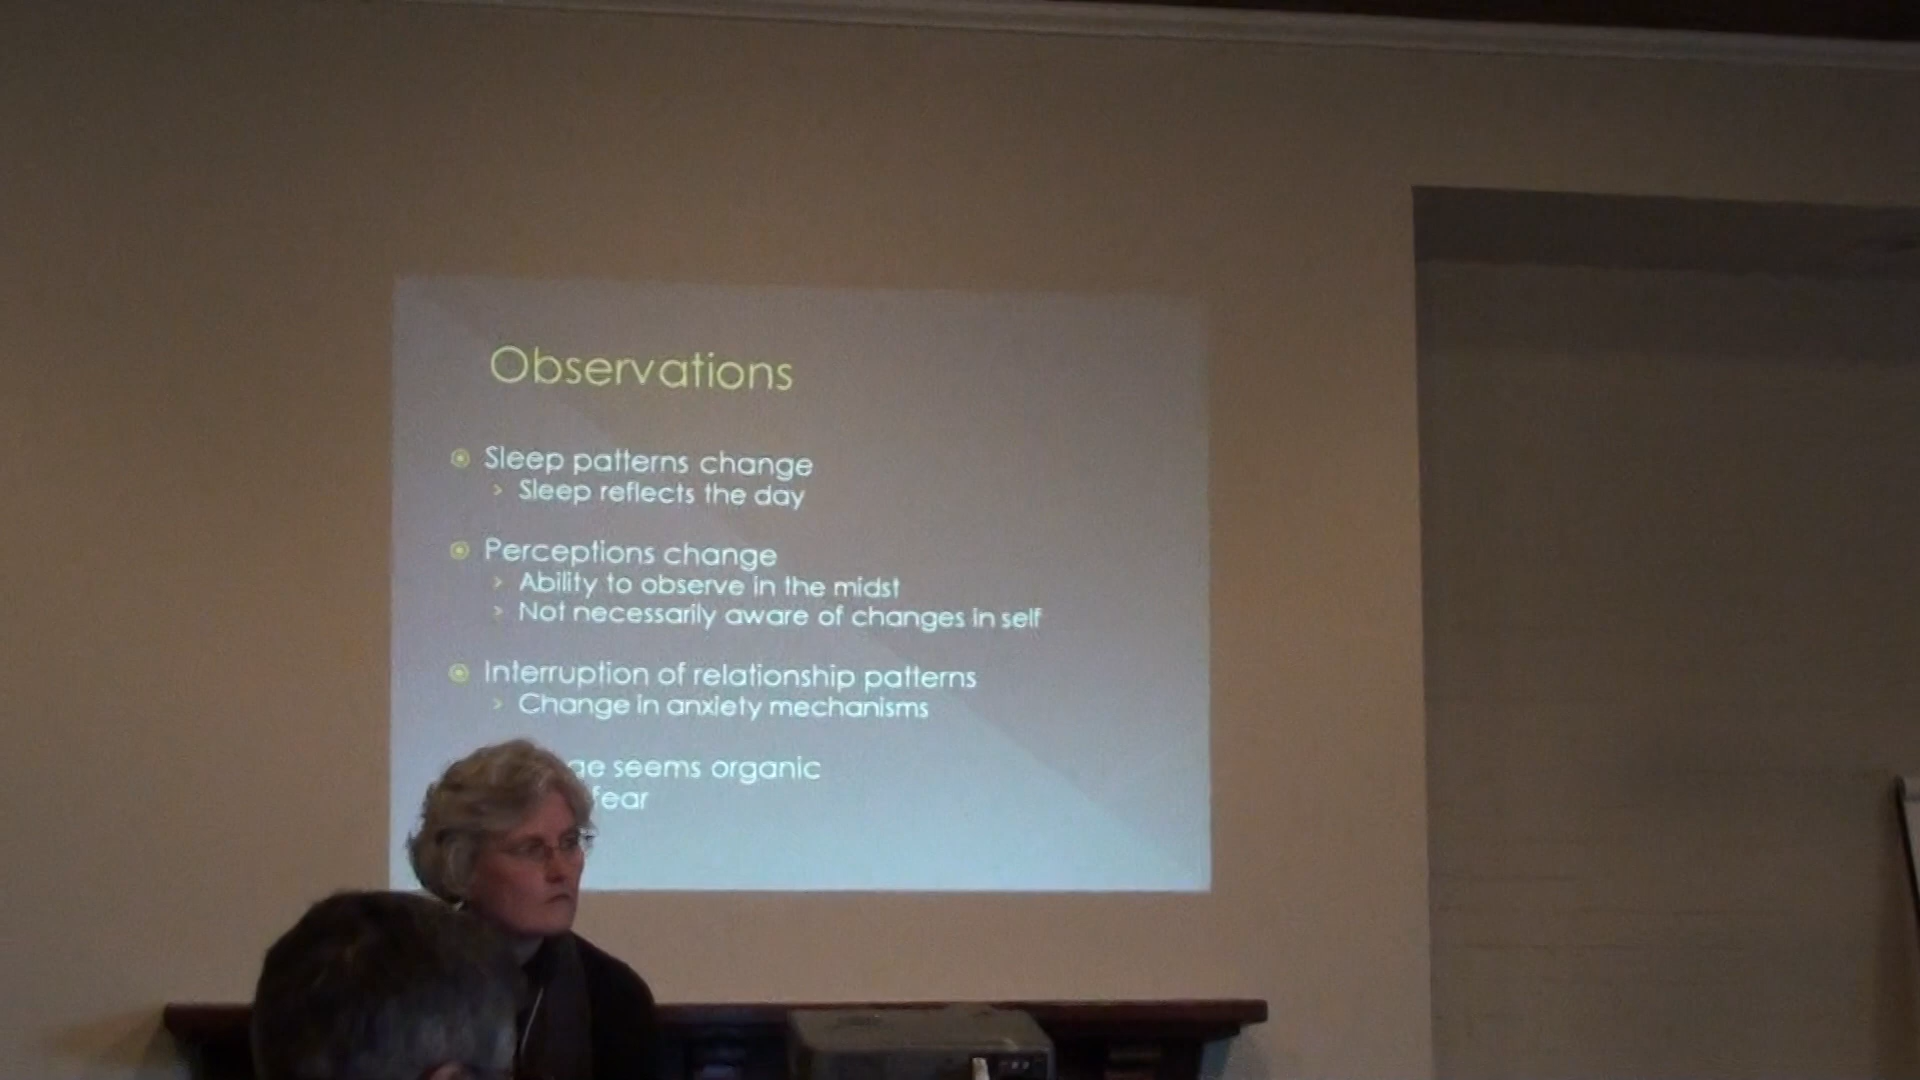 Observations
Sleep patterns change
› Sleep reflects the day
Perceptions change
› Ability to observe in the midst
› Not necessarily aware of changes in self
Interruption of relationship patterns
› Change in anxiety mechanisms
seems organic
fear